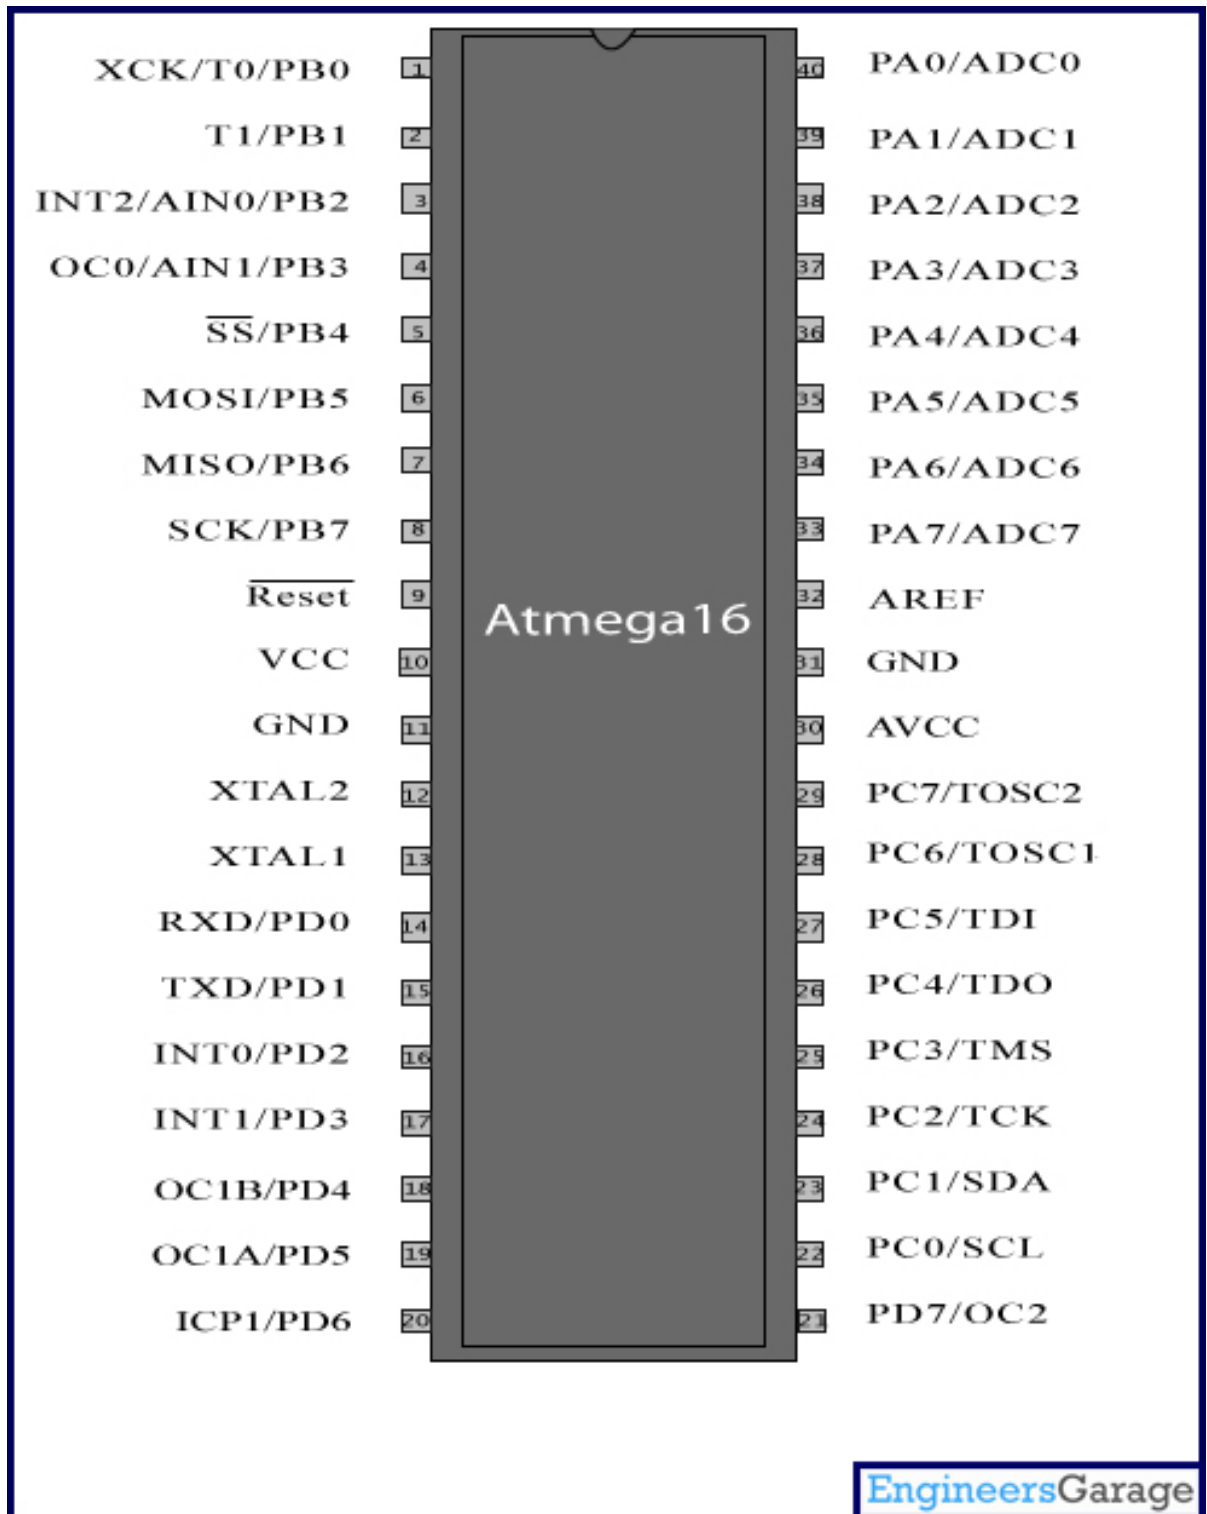 XCK/T0/PB0 1 40 PA0/ADC0
T1/PB1 2 39 PA1/ADC1
INT2/AIN0/PB2 3 38 PA2/ADC2
OC0/AIN1/PB3 4 37 PA3/ADC3
S̅S̅/PB4 5 36 PA4/ADC4
MOSI/PB5 6 35 PA5/ADC5
MISO/PB6 7 34 PA6/ADC6
SCK/PB7 8 33 PA7/ADC7
R̅e̅s̅e̅t̅ 9 32 AREF
Atmega16
VCC 10 31 GND
GND 11 30 AVCC
XTAL2 12 29 PC7/TOSC2
XTAL1 13 28 PC6/TOSC1
RXD/PD0 14 27 PC5/TDI
TXD/PD1 15 26 PC4/TDO
INT0/PD2 16 25 PC3/TMS
INT1/PD3 17 24 PC2/TCK
OC1B/PD4 18 23 PC1/SDA
OC1A/PD5 19 22 PC0/SCL
ICP1/PD6 20 21 PD7/OC2
EngineersGarage